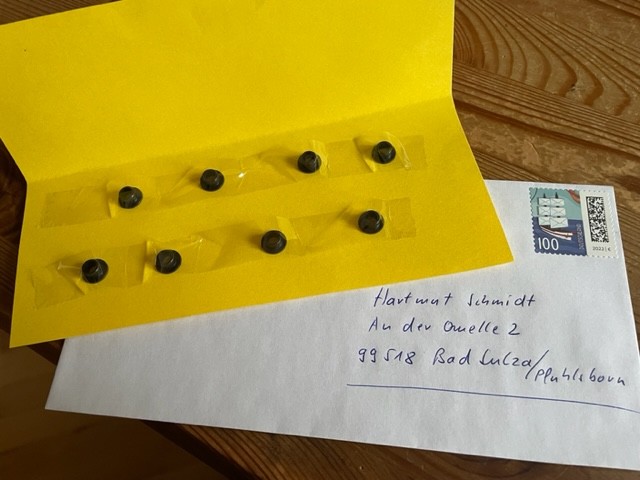 100
Hartmut Schmidt
An der Quelle 2
99518 Bad Sulza/Pfuhlsborn